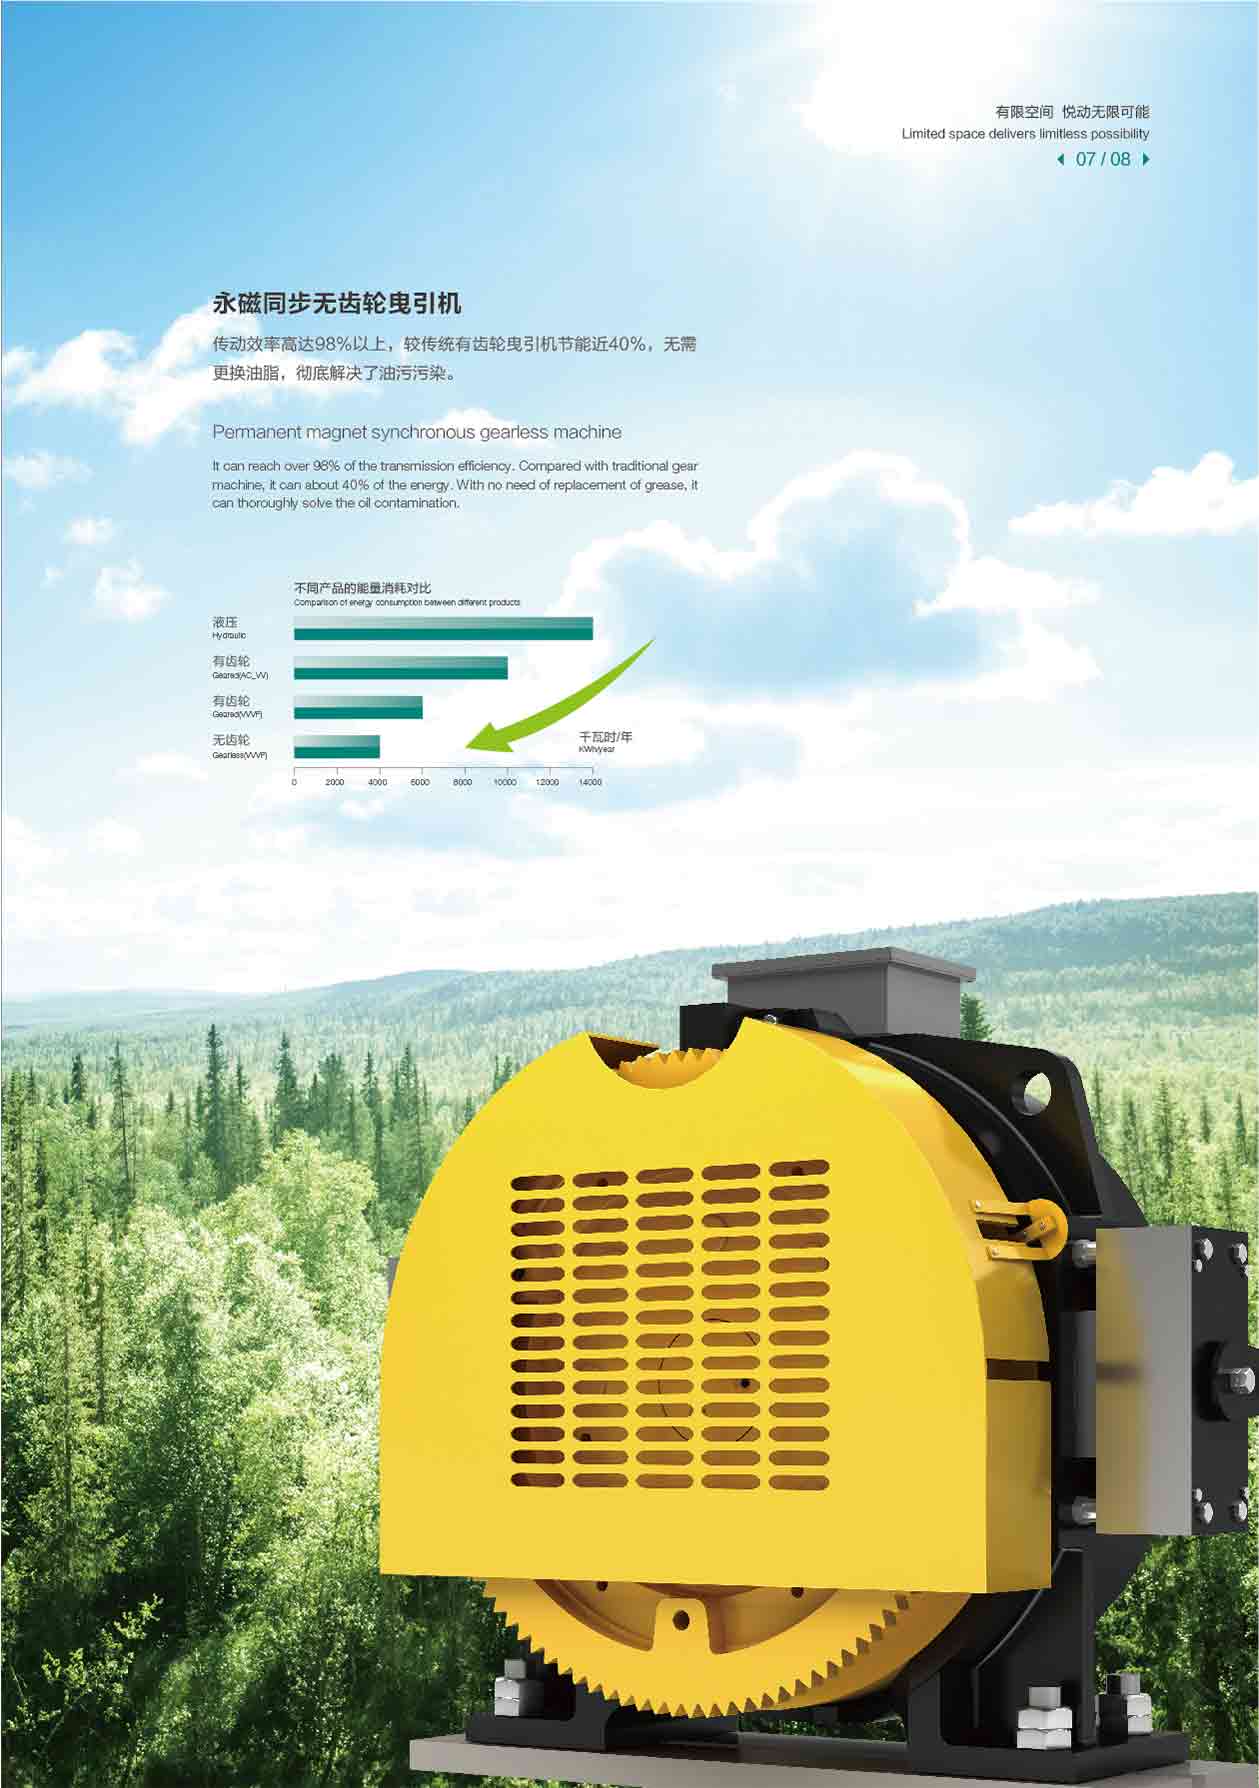 有限空间 悦动无限可能
Limited space delivers limitless possibility
07 / 08
永磁同步无齿轮曳引机
传动效率高达98%以上，较传统有齿轮曳引机节能近40%，无需
更换油脂，彻底解决了油污污染。
Permanent magnet synchronous gearless machine
It can reach over 98% of the transmission efficiency. Compared with traditional gear
machine, it can about 40% of the energy. With no need of replacement of grease, it
can thoroughly solve the oil contamination.
不同产品的能量消耗对比
Comparison of energy consumption between different products
液压
Hydraulic
有齿轮
Geared(AC_VV)
有齿轮
Geared(VVVF)
无齿轮
Gearless(VVVF)
千瓦时/年
KWh/year
0 2000 4000 6000 8000 10000 12000 14000